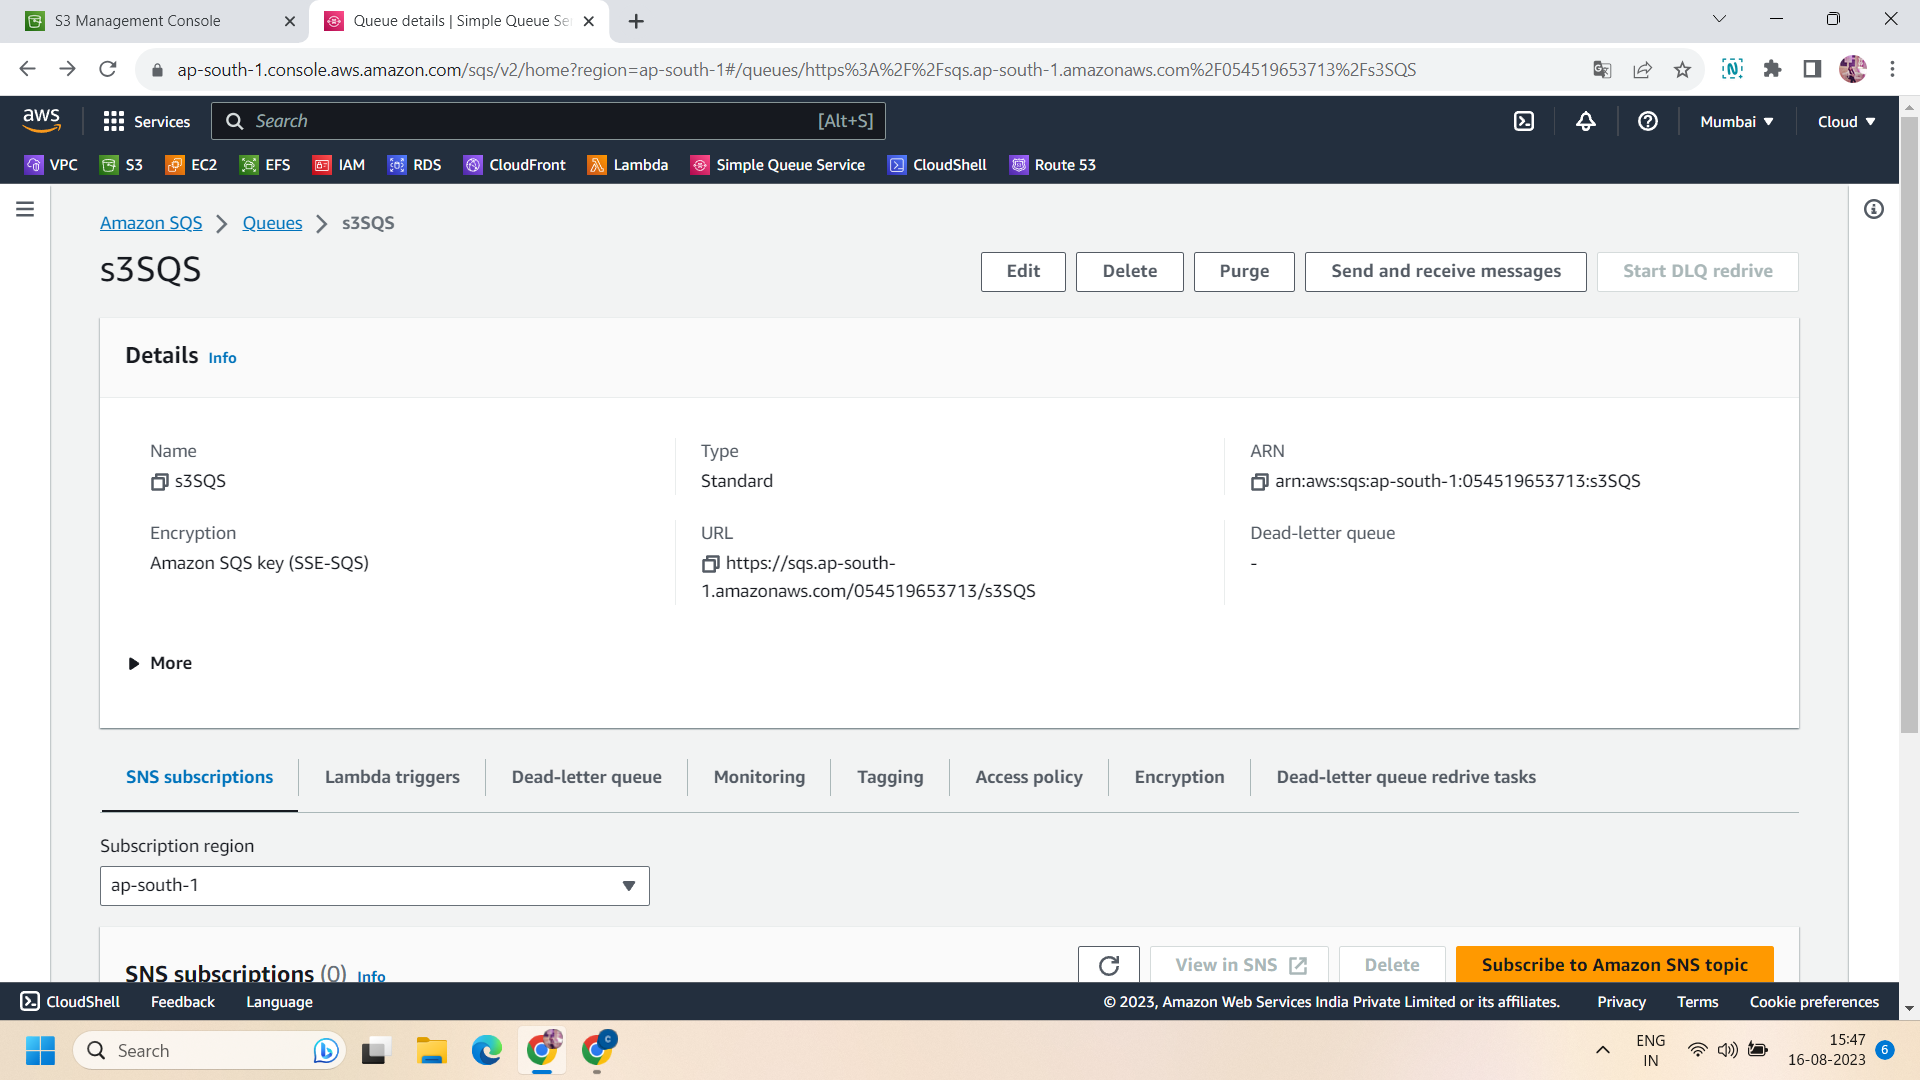 S3 Management Console
Queue details | Simple Queue Se
ap-south-1.console.aws.amazon.com/sqs/v2/home?region=ap-south-1#/queues/https%3A%2F%2Fsqs.ap-south-1.amazonaws.com%2F054519653713%2Fs3SQS
aws
Services
Search
[Alt+S]
Mumbai
Cloud
VPC
S3
EC2
EFS
IAM
RDS
CloudFront
Lambda
Simple Queue Service
CloudShell
Route 53
Amazon SQS
Queues
s3SQS
s3SQS
Edit
Delete
Purge
Send and receive messages
Start DLQ redrive
Details Info
Name
s3SQS
Type
Standard
ARN
arn:aws:sqs:ap-south-1:054519653713:s3SQS
Encryption
Amazon SQS key (SSE-SQS)
URL
https://sqs.ap-south-
1.amazonaws.com/054519653713/s3SQS
Dead-letter queue
-
More
SNS subscriptions
Lambda triggers
Dead-letter queue
Monitoring
Tagging
Access policy
Encryption
Dead-letter queue redrive tasks
Subscription region
ap-south-1
SNS subscriptions (0) Info
View in SNS
Delete
Subscribe to Amazon SNS topic
CloudShell
Feedback
Language
© 2023, Amazon Web Services India Private Limited or its affiliates.
Privacy
Terms
Cookie preferences
Search
ENG
IN
15:47
16-08-2023
6